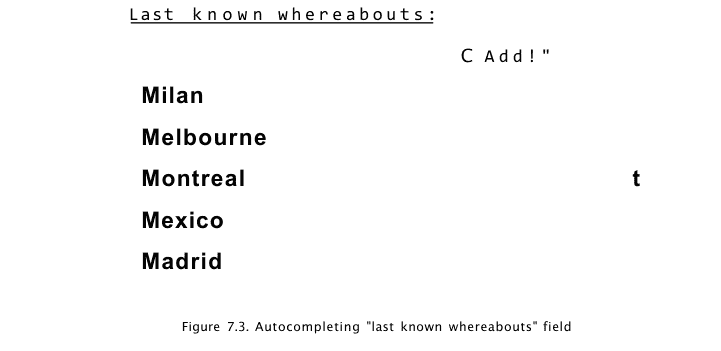 Last known whereabouts:
C Add!"
Milan
Melbourne
Montreal t
Mexico
Madrid
Figure 7.3. Autocompleting "last known whereabouts" field